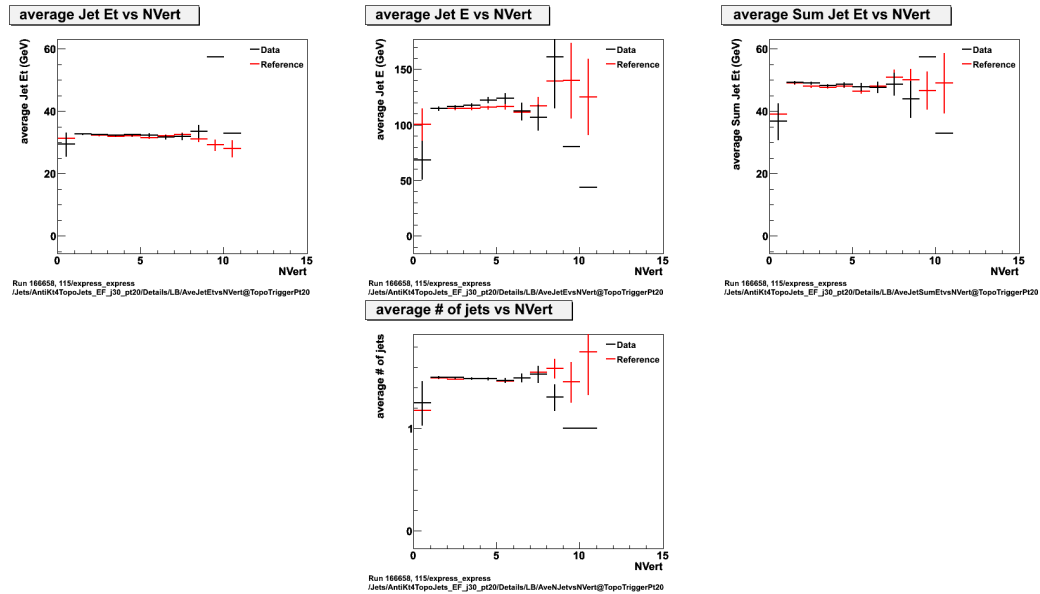 average Jet Et vs NVert
average Jet Et (GeV)
60
40
20
0
0
5
10
15
NVert
Data
Reference
Run 166658, 115/express_express
/Jets/AntiKt4TopoJets_EF_j30_pt20/Details/LB/AveJetEtvsNVert@TopoTriggerPt20
average Jet E vs NVert
average Jet E (GeV)
150
100
50
0
0
5
10
15
NVert
Data
Reference
Run 166658, 115/express_express
/Jets/AntiKt4TopoJets_EF_j30_pt20/Details/LB/AveJetEvsNVert@TopoTriggerPt20
average Sum Jet Et vs NVert
average Sum Jet Et (GeV)
60
40
20
0
0
5
10
15
NVert
Data
Reference
Run 166658, 115/express_express
/Jets/AntiKt4TopoJets_EF_j30_pt20/Details/LB/AveJetSumEtvsNVert@TopoTriggerPt20
average # of jets vs NVert
average # of jets
1
0
0
5
10
15
NVert
Data
Reference
Run 166658, 115/express_express
/Jets/AntiKt4TopoJets_EF_j30_pt20/Details/LB/AveNJetvsNVert@TopoTriggerPt20